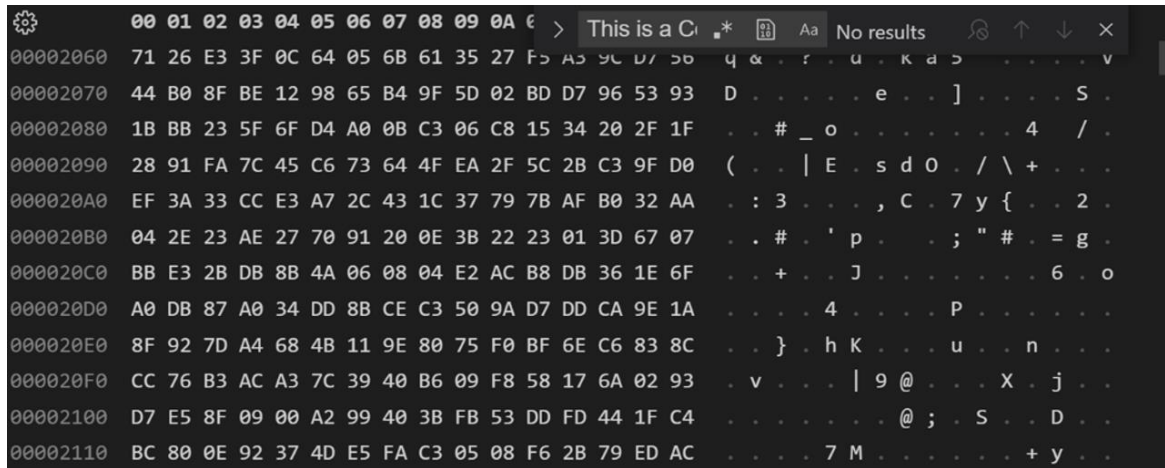 00 01 02 03 04 05 06 07 08 09 0A
This is a C Aa No results
00002060 71 26 E3 3F 0C 64 05 6B 61 35 27 F5 A3 9C D7 56 q & . ? . d . k a 5 ' . . . . V
00002070 44 B0 8F BE 12 98 65 B4 9F 5D 02 BD D7 96 53 93 D . . . . . e . . ] . . . . S .
00002080 1B BB 23 5F 6F D4 A0 0B C3 06 C8 15 34 20 2F 1F . . # _ o . . . . . . . 4 / .
00002090 28 91 FA 7C 45 C6 73 64 4F EA 2F 5C 2B C3 9F D0 ( . . | E . s d O . / \ + . . .
000020A0 EF 3A 33 CC E3 A7 2C 43 1C 37 79 7B AF B0 32 AA . : 3 . . . , C . 7 y { . . 2 .
000020B0 04 2E 23 AE 27 70 91 20 0E 3B 22 23 01 3D 67 07 . . # . ' p . . ; " # . = g .
000020C0 BB E3 2B DB 8B 4A 06 08 04 E2 AC B8 DB 36 1E 6F . . + . . J . . . . . . . 6 . o
000020D0 A0 DB 87 A0 34 DD 8B CE C3 50 9A D7 DD CA 9E 1A . . . . 4 . . . . P . . . . . .
000020E0 8F 92 7D A4 68 4B 11 9E 80 75 F0 BF 6E C6 83 8C . . } . h K . . . u . . n . . .
000020F0 CC 76 B3 AC A3 7C 39 40 B6 09 F8 58 17 6A 02 93 . v . . . | 9 @ . . . X . j . .
00002100 D7 E5 8F 09 00 A2 99 40 3B FB 53 DD FD 44 1F C4 . . . . . . . @ ; . S . . D . .
00002110 BC 80 0E 92 37 4D E5 FA C3 05 08 F6 2B 79 ED AC . . . . 7 M . . . . . . + y . .